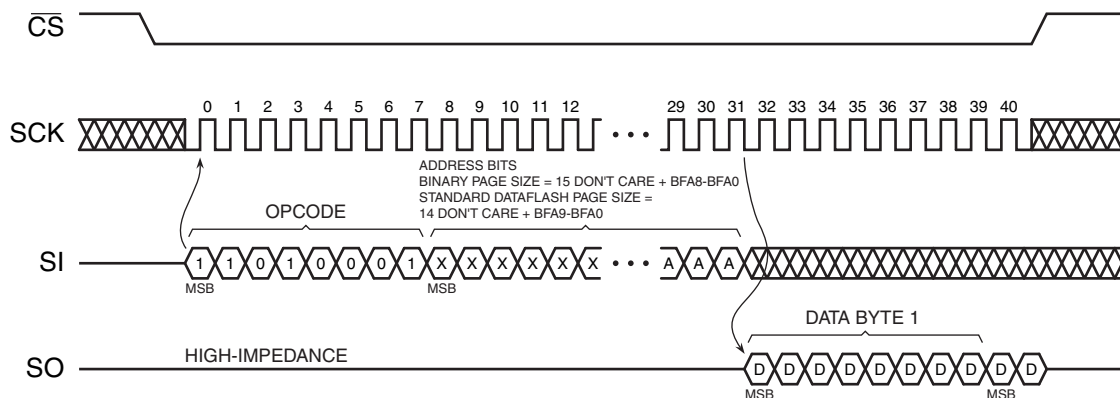 CS
SCK
0 1 2 3 4 5 6 7 8 9 10 11 12 29 30 31 32 33 34 35 36 37 38 39 40
ADDRESS BITS
BINARY PAGE SIZE = 15 DON'T CARE + BFA8-BFA0
STANDARD DATAFLASH PAGE SIZE =
14 DON'T CARE + BFA9-BFA0
OPCODE
SI
1 1 0 1 0 0 0 1 X X X X X X A A A
MSB MSB
DATA BYTE 1
HIGH-IMPEDANCE
SO
D D D D D D D D D D
MSB MSB